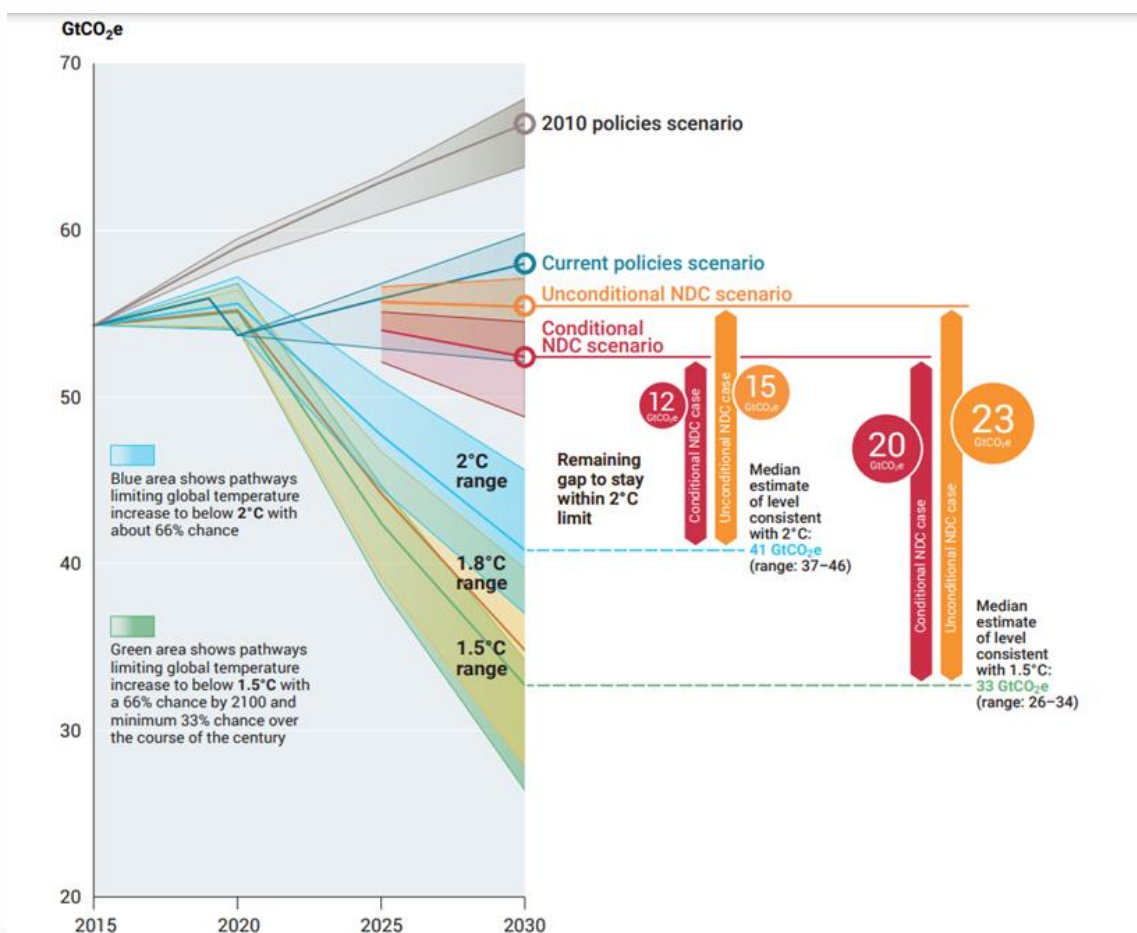 GtCO₂e
70
60
50
40
30
20
2015
2020
2025
2030
2010 policies scenario
Current policies scenario
Unconditional NDC scenario
Conditional
NDC scenario
2°C
range
1.8°C
range
1.5°C
range
Blue area shows pathways
limiting global temperature
increase to below 2°C with
about 66% chance
Green area shows pathways
limiting global temperature
increase to below 1.5°C with
a 66% chance by 2100 and
minimum 33% chance over
the course of the century
Remaining
gap to stay
within 2°C
limit
12
GtCO₂e
Conditional NDC case
Unconditional NDC case
15
GtCO₂e
Median
estimate
of level
consistent
with 2°C:
41 GtCO₂e
(range: 37–46)
20
GtCO₂e
Conditional NDC case
Unconditional NDC case
23
GtCO₂e
Median
estimate
of level
consistent
with 1.5°C:
33 GtCO₂e
(range: 26–34)